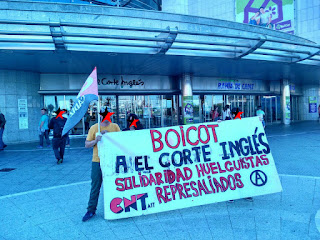 El Corte Inglés
BOICOT
A EL CORTE INGLÉS
SOLIDARIDAD HUELGUISTAS
REPRESALIADOS
CNT